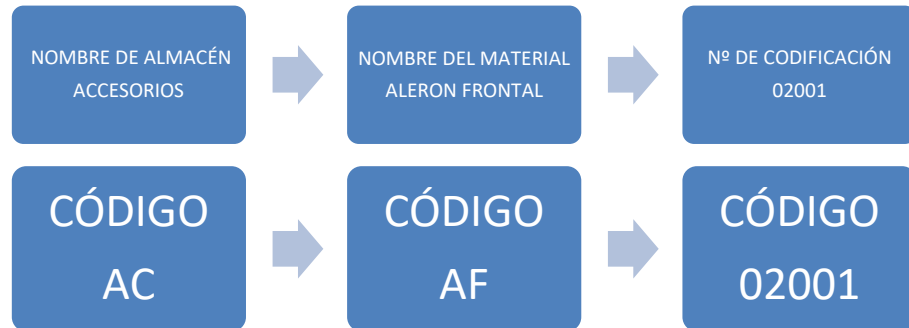 NOMBRE DE ALMACÉN
ACCESORIOS
NOMBRE DEL MATERIAL
ALERON FRONTAL
Nº DE CODIFICACIÓN
02001
CÓDIGO
AC
CÓDIGO
AF
CÓDIGO
02001